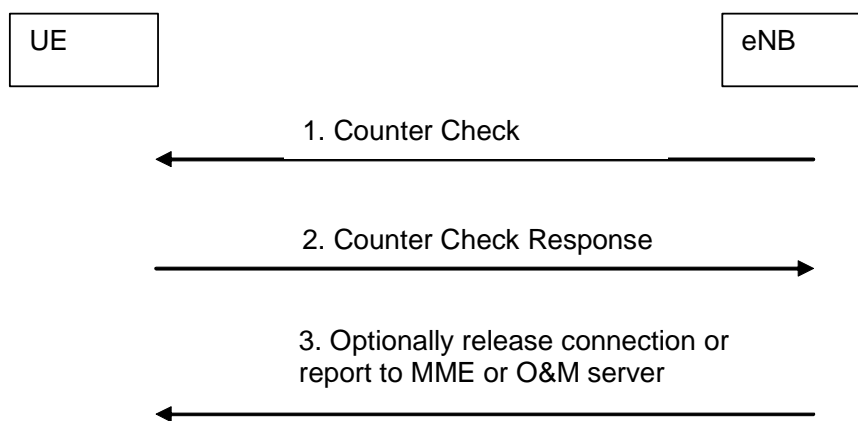 UE
eNB
1. Counter Check
2. Counter Check Response
3. Optionally release connection or
report to MME or O&M server